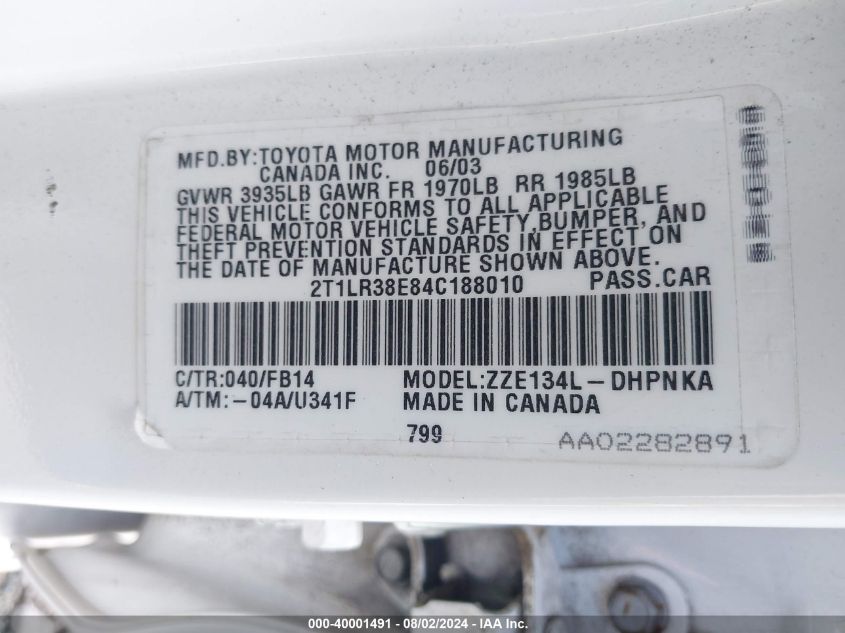 MFD.BY:TOYOTA MOTOR MANUFACTURING
CANADA INC. 06/03
GVWR 3935LB GAWR FR 1970LB RR 1985LB
THIS VEHICLE CONFORMS TO ALL APPLICABLE
FEDERAL MOTOR VEHICLE SAFETY,BUMPER, AND
THEFT PREVENTION STANDARDS IN EFFECT ON
THE DATE OF MANUFACTURE SHOWN ABOVE.
2T1LR38E84C188010 PASS.CAR
C/TR:040/FB14 MODEL:ZZE134L-DHPNKA
A/TM:-04A/U341F MADE IN CANADA
799
AA02282891
000-40001491 - 08/02/2024 - IAA Inc.